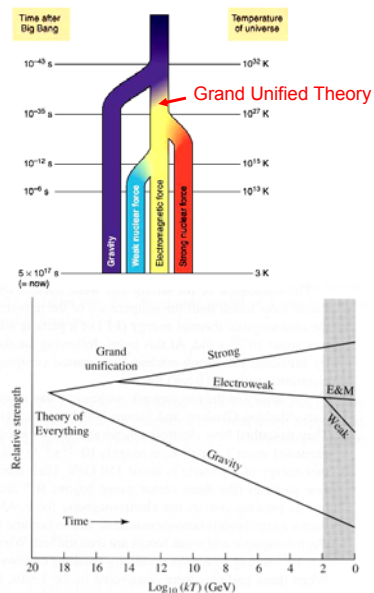 Time after
Big Bang
Temperature
of universe
10⁻⁴³ s
10³² K
Grand Unified Theory
10⁻³⁵ s
10²⁷ K
10⁻¹² s
10¹⁵ K
10⁻⁶ s
10¹³ K
Gravity
Weak nuclear force
Electromagnetic force
Strong nuclear force
5 × 10¹⁷ s
(= now)
3 K
Relative strength
Grand
unification
Strong
Electroweak
E&M
Weak
Theory of
Everything
Gravity
Time
20 18 16 14 12 10 8 6 4 2 0
Log₁₀ (kT) (GeV)